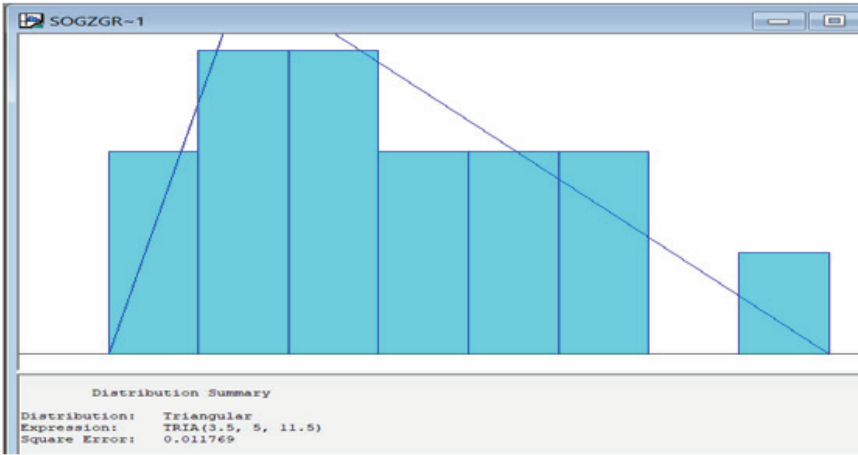 SOGZGR~1
Distribution Summary
Distribution: Triangular
Expression: TRIA(3.5, 5, 11.5)
Square Error: 0.011769